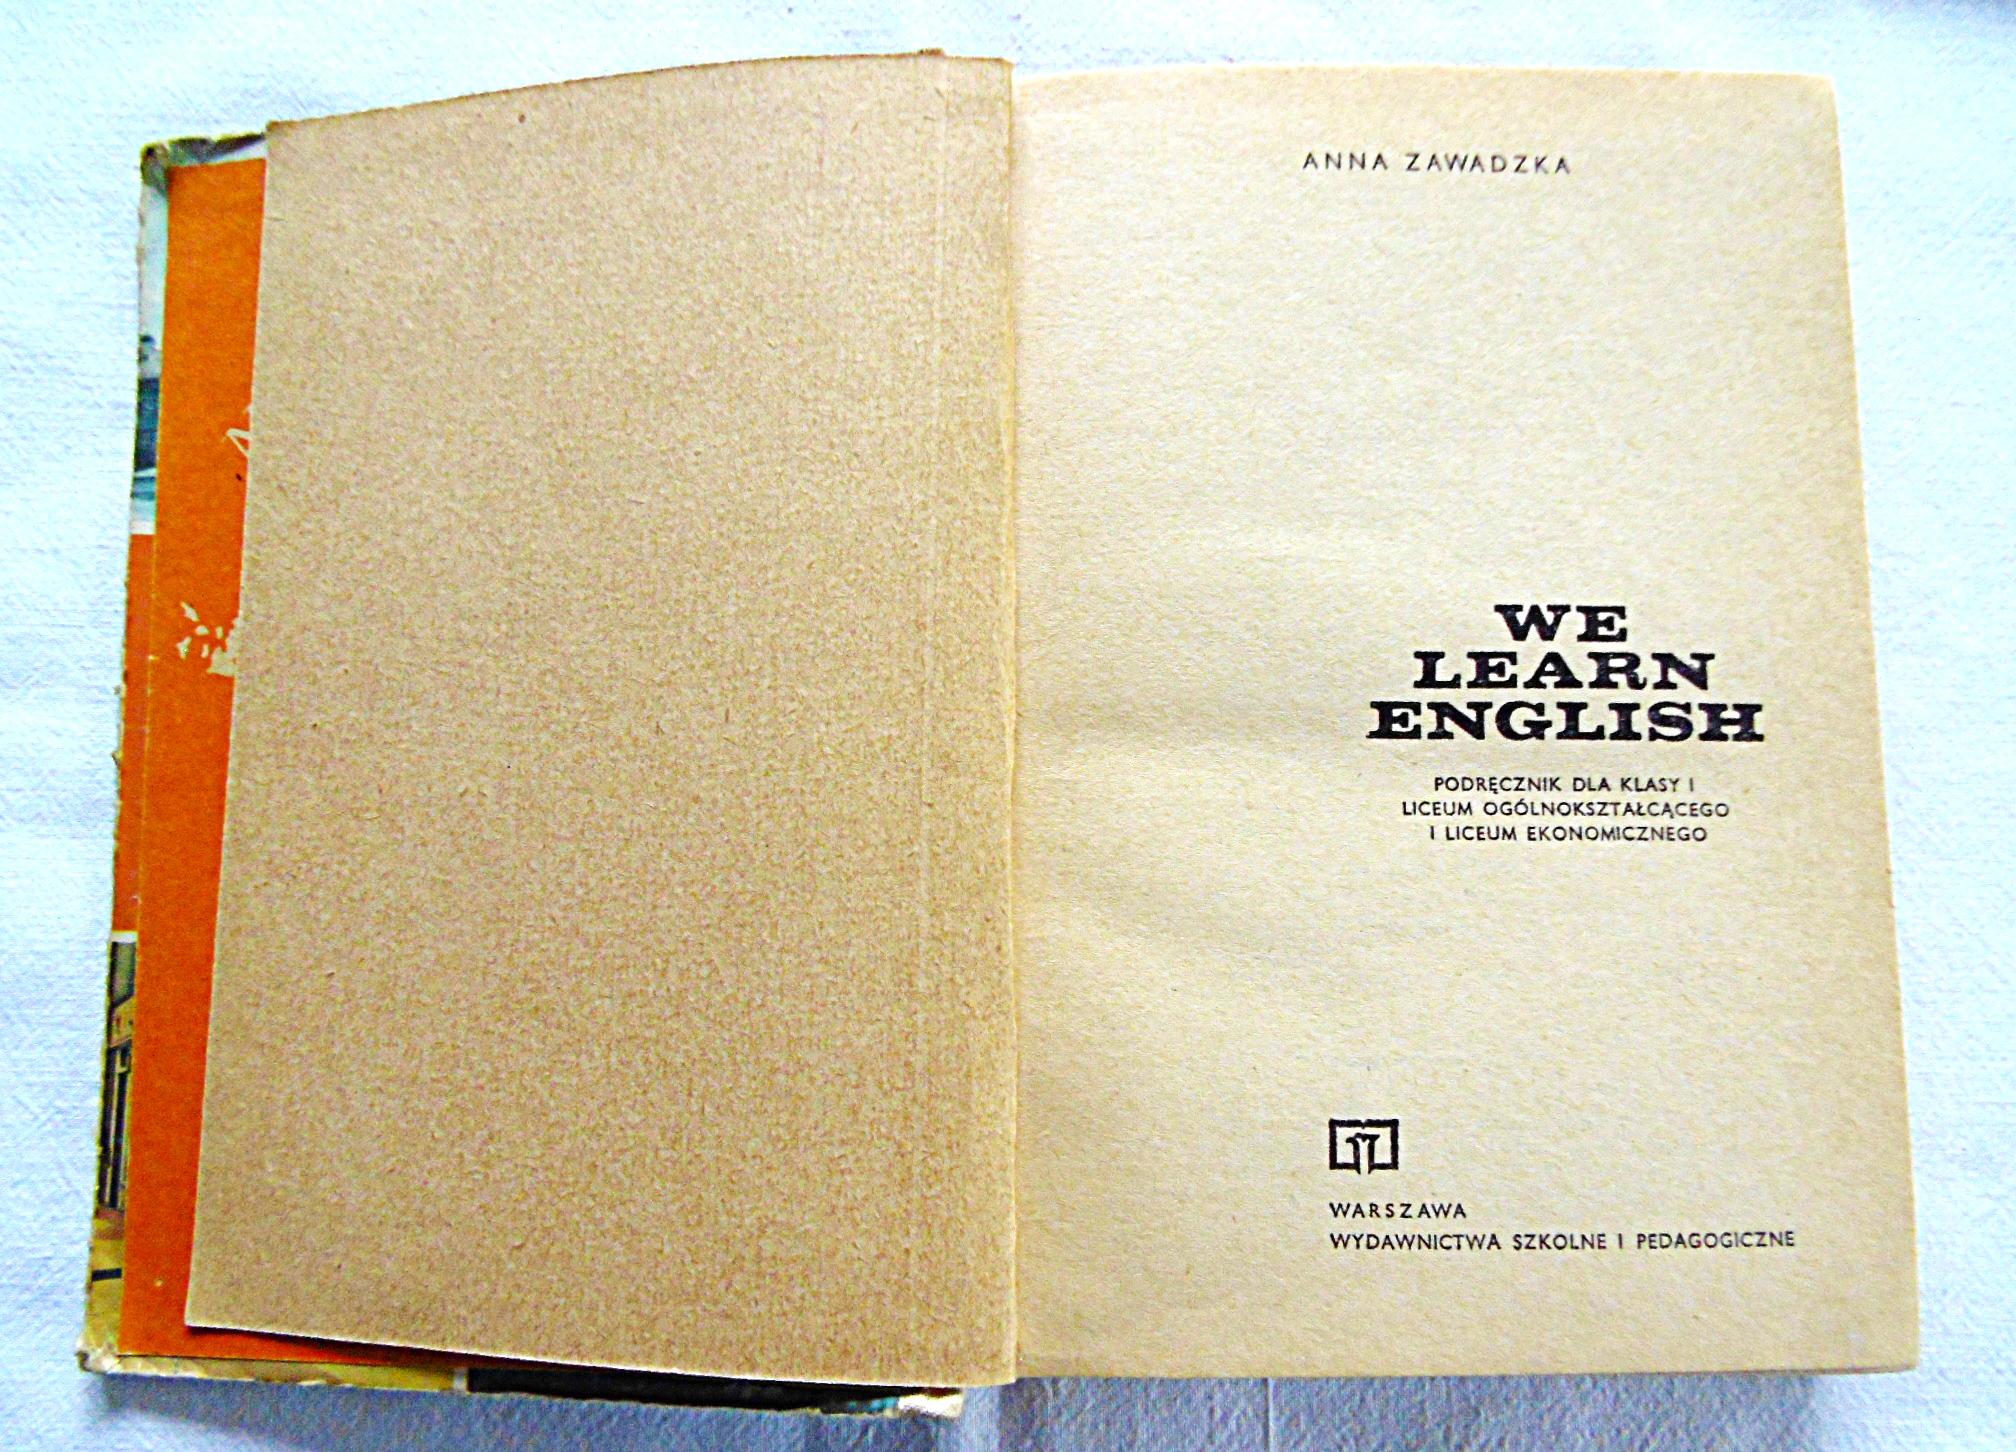 ANNA ZAWADZKA
WE
LEARN
ENGLISH
PODRĘCZNIK DLA KLASY I
LICEUM OGÓLNOKSZTAŁCĄCEGO
I LICEUM EKONOMICZNEGO
WARSZAWA
WYDAWNICTWA SZKOLNE I PEDAGOGICZNE